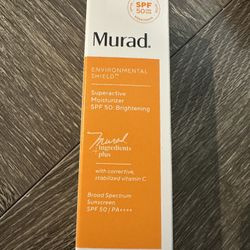 SPF
50 PA++++
Murad.
ENVIRONMENTAL
SHIELD™
Superactive
Moisturizer
SPF 50: Brightening
Murad
+ingredients
plus
with corrective,
stabilized vitamin C
Broad Spectrum
Sunscreen
SPF 50 | PA++++